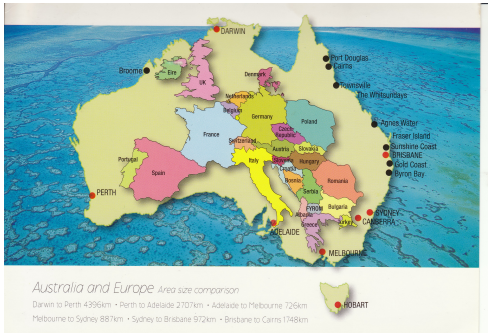 DARWIN
Port Douglas
Cairns
Broome
Eire
UK
Denmark
Townsville
The Whitsundays
Netherlands
Belgium
Germany
Poland
Agnes Water
France
Czech
Republic
Fraser Island
Switzerland
Austria
Slovakia
Sunshine Coast
BRISBANE
Portugal
Spain
Italy
Slovenia
Hungary
Gold Coast
Croatia
Byron Bay
Bosnia
Romania
PERTH
Serbia
Bulgaria
FYROM
SYDNEY
Albania
Turkey
CANBERRA
Greece
ADELAIDE
MELBOURNE
Australia and Europe Area size comparison
Darwin to Perth 4396km • Perth to Adelaide 2707km • Adelaide to Melbourne 726km
Melbourne to Sydney 887km • Sydney to Brisbane 972km • Brisbane to Cairns 1748km
HOBART